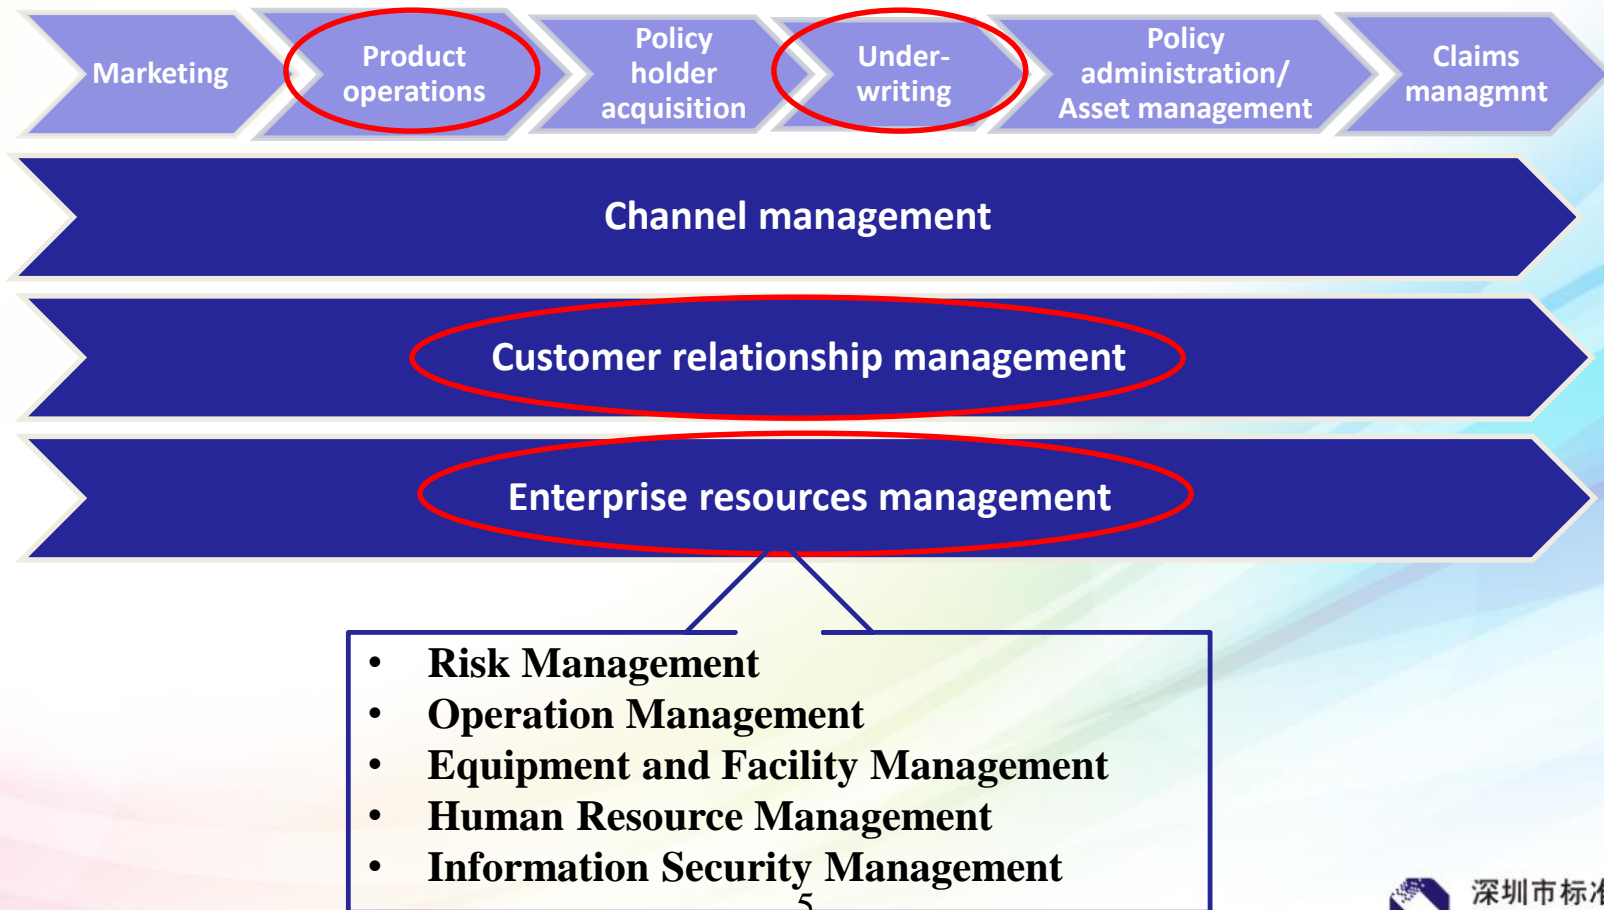 Marketing
Product
operations
Policy
holder
acquisition
Under-
writing
Policy
administration/
Asset management
Claims
managmnt
Channel management
Customer relationship management
Enterprise resources management
• Risk Management
• Operation Management
• Equipment and Facility Management
• Human Resource Management
• Information Security Management
5
深圳市标准